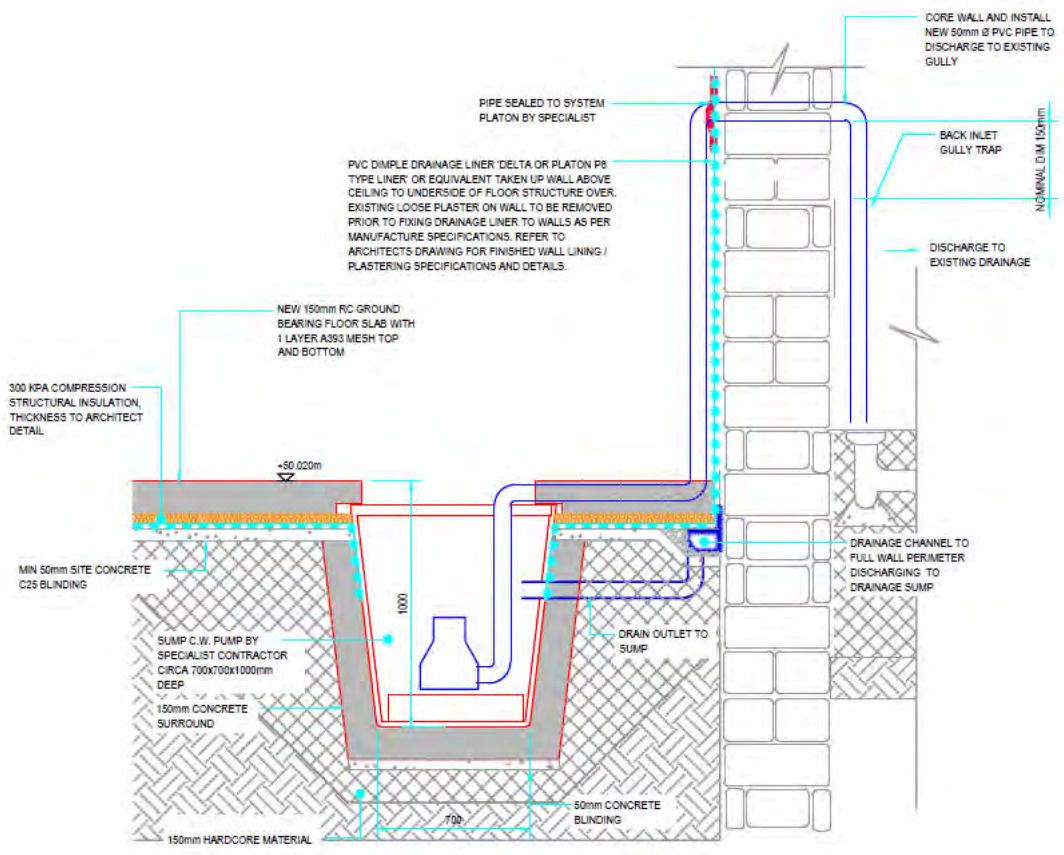 CORE WALL AND INSTALL
NEW 50mm Ø PVC PIPE TO
DISCHARGE TO EXISTING
GULLY
PIPE SEALED TO SYSTEM
PLATON BY SPECIALIST
BACK INLET
GULLY TRAP
NOMINAL DIM 150mm
PVC DIMPLE DRAINAGE LINER 'DELTA OR PLATON P8
TYPE LINER' OR EQUIVALENT TAKEN UP WALL ABOVE
CEILING TO UNDERSIDE OF FLOOR STRUCTURE OVER.
EXISTING LOOSE PLASTER ON WALL TO BE REMOVED
PRIOR TO FIXING DRAINAGE LINER TO WALLS AS PER
MANUFACTURE SPECIFICATIONS. REFER TO
ARCHITECTS DRAWING FOR FINISHED WALL LINING /
PLASTERING SPECIFICATIONS AND DETAILS.
DISCHARGE TO
EXISTING DRAINAGE
NEW 150mm RC GROUND
BEARING FLOOR SLAB WITH
1 LAYER A393 MESH TOP
AND BOTTOM
300 KPA COMPRESSION
STRUCTURAL INSULATION,
THICKNESS TO ARCHITECT
DETAIL
+50.020m
MIN 50mm SITE CONCRETE
C25 BLINDING
1000
DRAINAGE CHANNEL TO
FULL WALL PERIMETER
DISCHARGING TO
DRAINAGE SUMP
SUMP C.W. PUMP BY
SPECIALIST CONTRACTOR
CIRCA 700x700x1000mm
DEEP
DRAIN OUTLET TO
SUMP
150mm CONCRETE
SURROUND
50mm CONCRETE
BLINDING
700
150mm HARDCORE MATERIAL